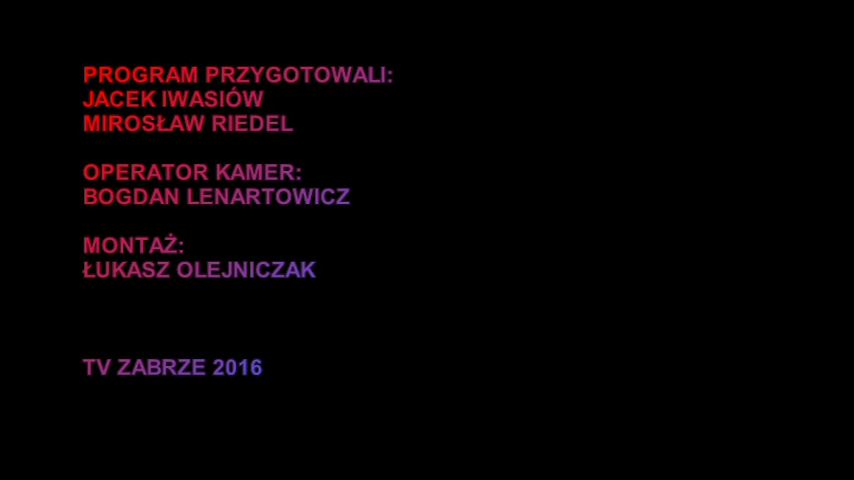 PROGRAM PRZYGOTOWALI:
JACEK IWASIÓW
MIROSŁAW RIEDEL
OPERATOR KAMER:
BOGDAN LENARTOWICZ
MONTAŻ:
ŁUKASZ OLEJNICZAK
TV ZABRZE 2016